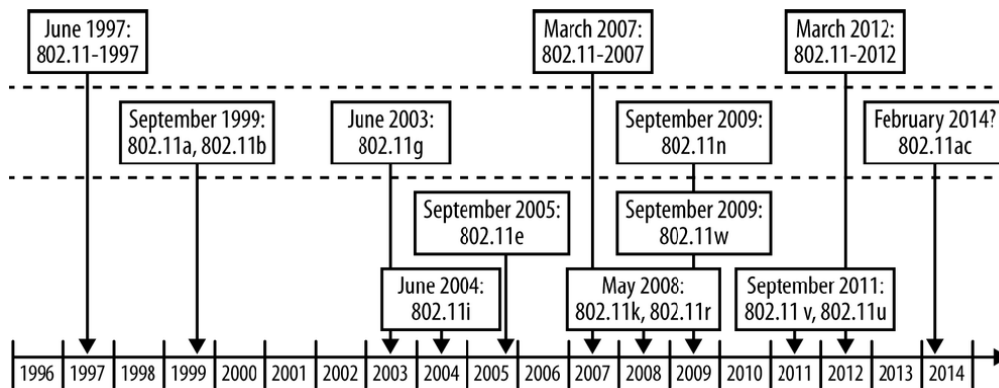 June 1997:
802.11-1997
March 2007:
802.11-2007
March 2012:
802.11-2012
September 1999:
802.11a, 802.11b
June 2003:
802.11g
September 2009:
802.11n
February 2014?
802.11ac
September 2005:
802.11e
September 2009:
802.11w
June 2004:
802.11i
May 2008:
802.11k, 802.11r
September 2011:
802.11 v, 802.11u
1996 1997 1998 1999 2000 2001 2002 2003 2004 2005 2006 2007 2008 2009 2010 2011 2012 2013 2014